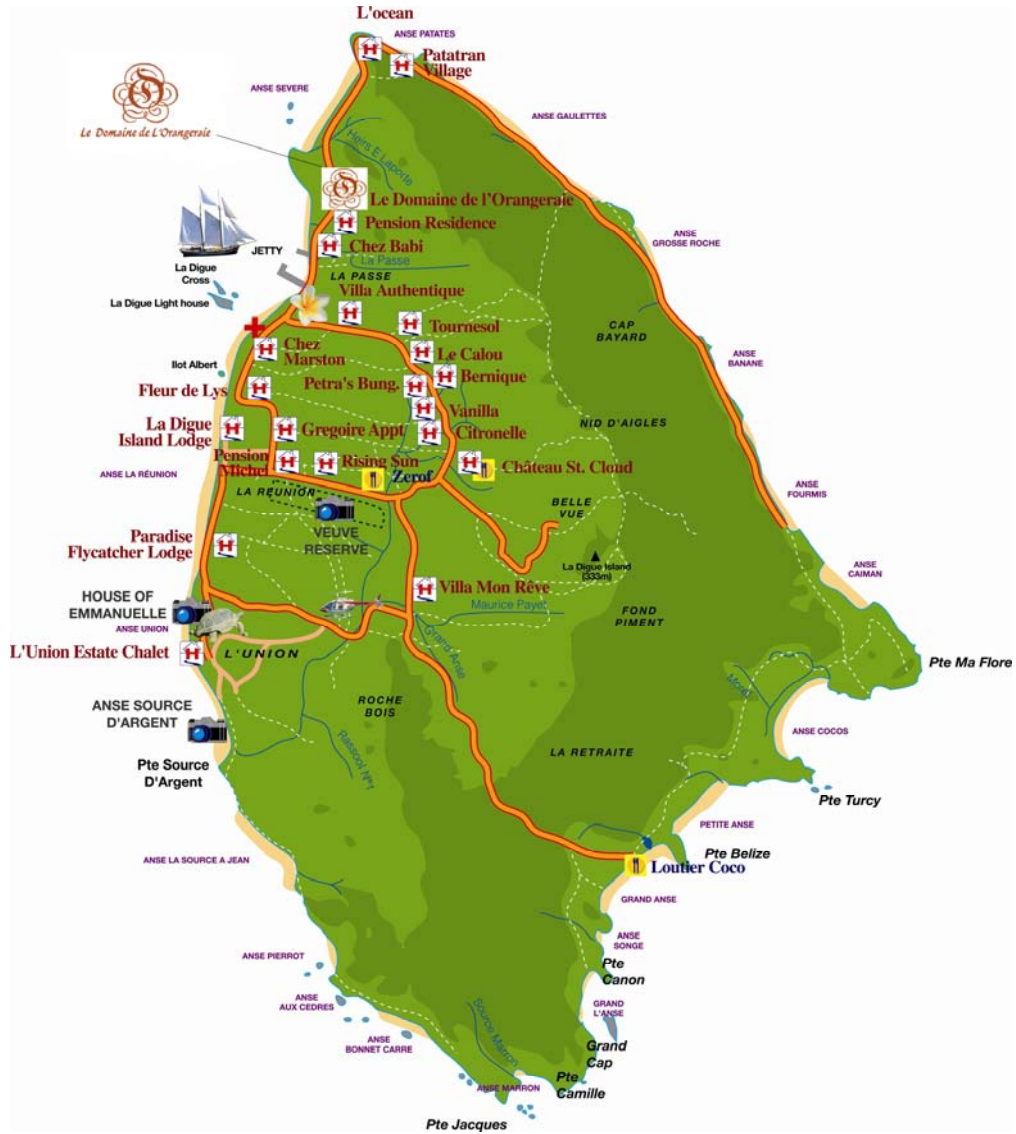 L'ocean
ANSE PATATES
Patatran
Village
ANSE SEVERE
ANSE GAULETTES
Le Domaine de L'Orangeraie
Heirs E Laporte
Le Domaine de l'Orangeraie
Pension Residence
ANSE
GROSSE ROCHE
Chez Babi
JETTY
La Passe
La Digue
Cross
LA PASSE
La Digue Light house
Villa Authentique
Tournesol
CAP
BAYARD
Chez
Marston
Le Calou
ANSE
BANANE
Ilot Albert
Bernique
Fleur de Lys
Petra's Bung.
Vanilla
La Digue
Island Lodge
Gregoire Appt
Citronelle
NID D'AIGLES
Pension
Michel
Rising Sun
Château St. Cloud
ANSE LA RÉUNION
Zerof
ANSE
FOURMIS
LA REUNION
BELLE
VUE
VEUVE
RESERVE
Paradise
Flycatcher Lodge
La Digue Island
(333m)
ANSE
CAIMAN
Villa Mon Rêve
HOUSE OF
EMMANUELLE
Maurice Payet
FOND
PIMENT
ANSE UNION
Grand Anse
L'Union Estate Chalet
L'UNION
Pte Ma Flore
ROCHE
BOIS
ANSE SOURCE
D'ARGENT
ANSE COCOS
LA RETRAITE
Rassool Nº1
Pte Source
D'Argent
Pte Turcy
PETITE ANSE
Pte Belize
ANSE LA SOURCE A JEAN
Loutier Coco
GRAND ANSE
ANSE
SONGE
ANSE PIERROT
Pte
Canon
ANSE
AUX CEDRES
GRAND
L'ANSE
Source Marron
ANSE
BONNET CARRE
Grand
Cap
Pte
Camille
ANSE MARRON
Pte Jacques